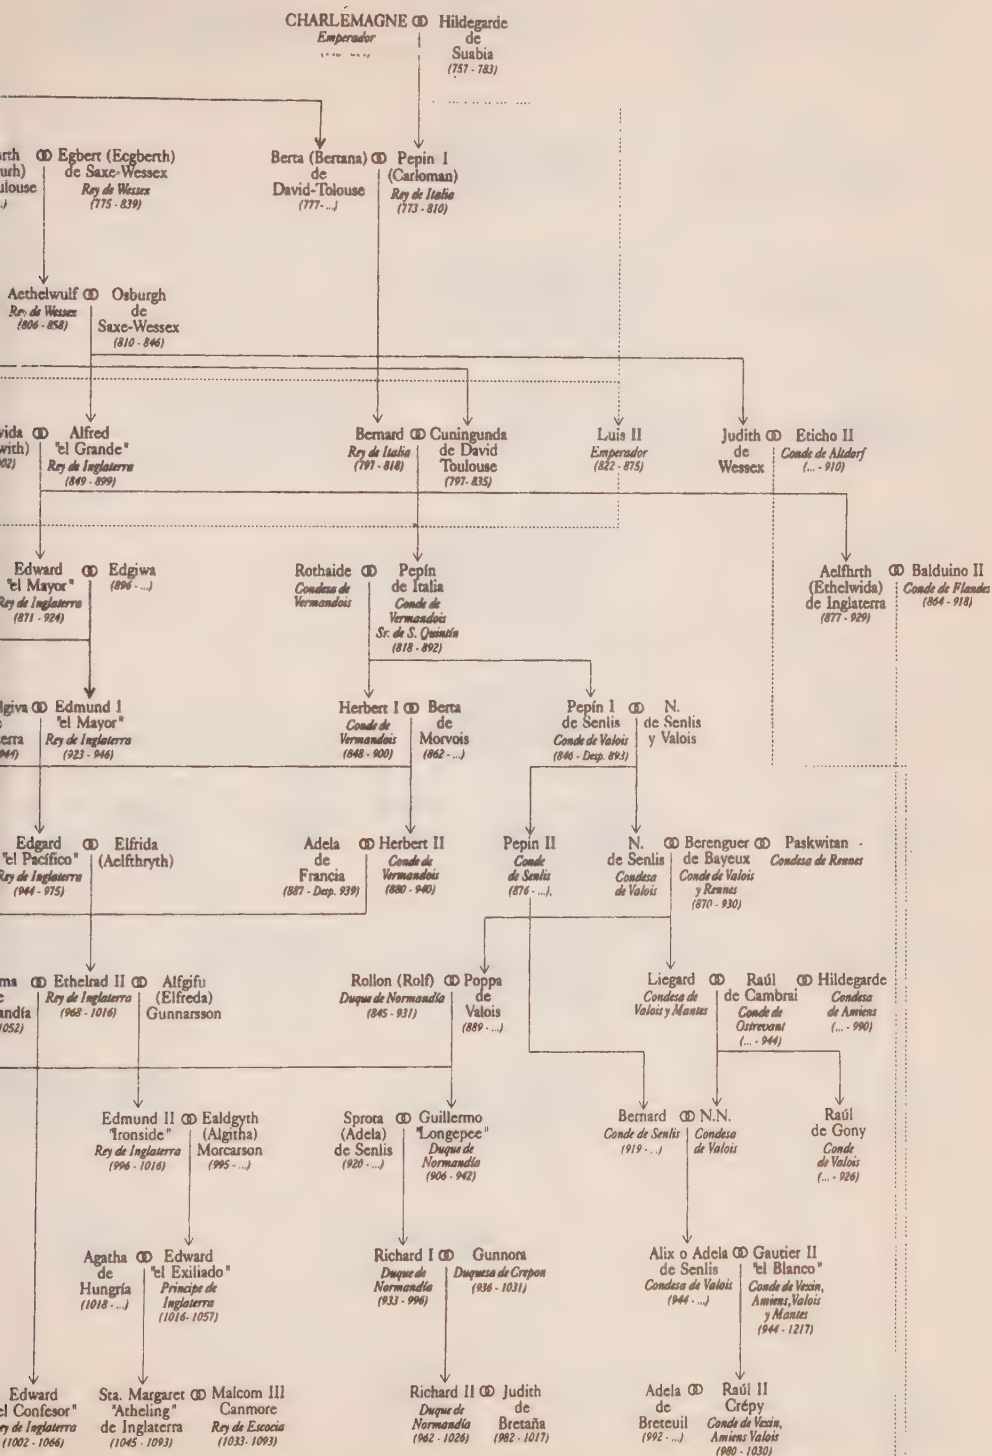 CHARLEMAGNE Hildegarde
Emperador de
Suabia
(757 - 783)
Egbert (Ecgberth)
de Saxe-Wessex
Rey de Wessex
(775 - 839)
Berta (Bertana)
de
David-Tolouse
(777- ...)
Pepin I
(Carloman)
Rey de Italia
(773 - 810)
Aethelwulf
Rey de Wessex
(806 - 858)
Osburgh
de
Saxe-Wessex
(810 - 846)
Alfred
"el Grande"
Rey de Inglaterra
(849 - 899)
Bernard
Rey de Italia
(797 - 818)
Cuningunda
de David
Toulouse
(797- 835)
Luis II
Emperador
(822 - 875)
Judith
de
Wessex
Eticho II
Conde de Altdorf
(... - 910)
Edward
"el Mayor"
Rey de Inglaterra
(871 - 924)
Edgiwa
(896 - ...)
Rothaide
Condesa de
Vermandois
Pepín
de Italia
Conde de
Vermandois
Sr. de S. Quintín
(818 - 892)
Aelfhrth
(Ethelwida)
de Inglaterra
(877 - 929)
Balduino II
Conde de Flandes
(864 - 918)
Edmund I
"el Mayor"
Rey de Inglaterra
(923 - 946)
Herbert I
Conde de
Vermandois
(848 - 900)
Berta
de
Morvois
(862 - ...)
Pepín I
de Senlis
Conde de Valois
(846 - Desp. 893)
N.
de Senlis
y Valois
Edgard
"el Pacífico"
Rey de Inglaterra
(944 - 975)
Elfrida
(Aelfthryth)
Adela
de
Francia
(887 - Desp. 939)
Herbert II
Conde de
Vermandois
(880 - 940)
Pepin II
Conde
de Senlis
(876 - ...).
N.
de Senlis
Condesa
de Valois
Berenguer
de Bayeux
Conde de Valois
y Rennes
(870 - 930)
Paskwitan
Condesa de Rennes
Ethelrad II
Rey de Inglaterra
(968 - 1016)
Alfgifu
(Elfreda)
Gunnarsson
Rollon (Rolf)
Duque de Normandía
(845 - 931)
Poppa
de
Valois
(889 - ...)
Liegard
Condesa de
Valois y Mantes
Raúl
de Cambrai
Conde de
Ostrevant
(... - 944)
Hildegarde
Condesa
de Amiens
(... - 990)
Edmund II
"Ironside"
Rey de Inglaterra
(996 - 1016)
Ealdgyth
(Algitha)
Morcarson
(995 - ...)
Sprota
(Adela)
de Senlis
(920 - ...)
Guillermo
"Longepee"
Duque de
Normandía
(906 - 942)
Bernard
Conde de Senlis
(919 - ...)
N.N.
Condesa
de Valois
Raúl
de Gony
Conde
de Valois
(... - 926)
Agatha
de
Hungría
(1018 - ...)
Edward
"el Exiliado"
Principe de
Inglaterra
(1016- 1057)
Richard I
Duque de
Normandía
(933 - 996)
Gunnora
Duquesa de Crepon
(936 - 1031)
Alix o Adela
de Senlis
Condesa de Valois
(944 - ...)
Gautier II
"el Blanco"
Conde de Vexin,
Amiens, Valois
y Mantes
(944 - 1217)
Edward
"el Confesor"
Rey de Inglaterra
(1002 - 1066)
Sta. Margaret
"Atheling"
de Inglaterra
(1045 - 1093)
Malcom III
Canmore
Rey de Escocia
(1033- 1093)
Richard II
Duque de
Normandía
(962 - 1026)
Judith
de
Bretaña
(982 - 1017)
Adela
de
Breteuil
(992 - ...)
Raúl II
Crépy
Conde de Vexin,
Amiens Valois
(980 - 1030)